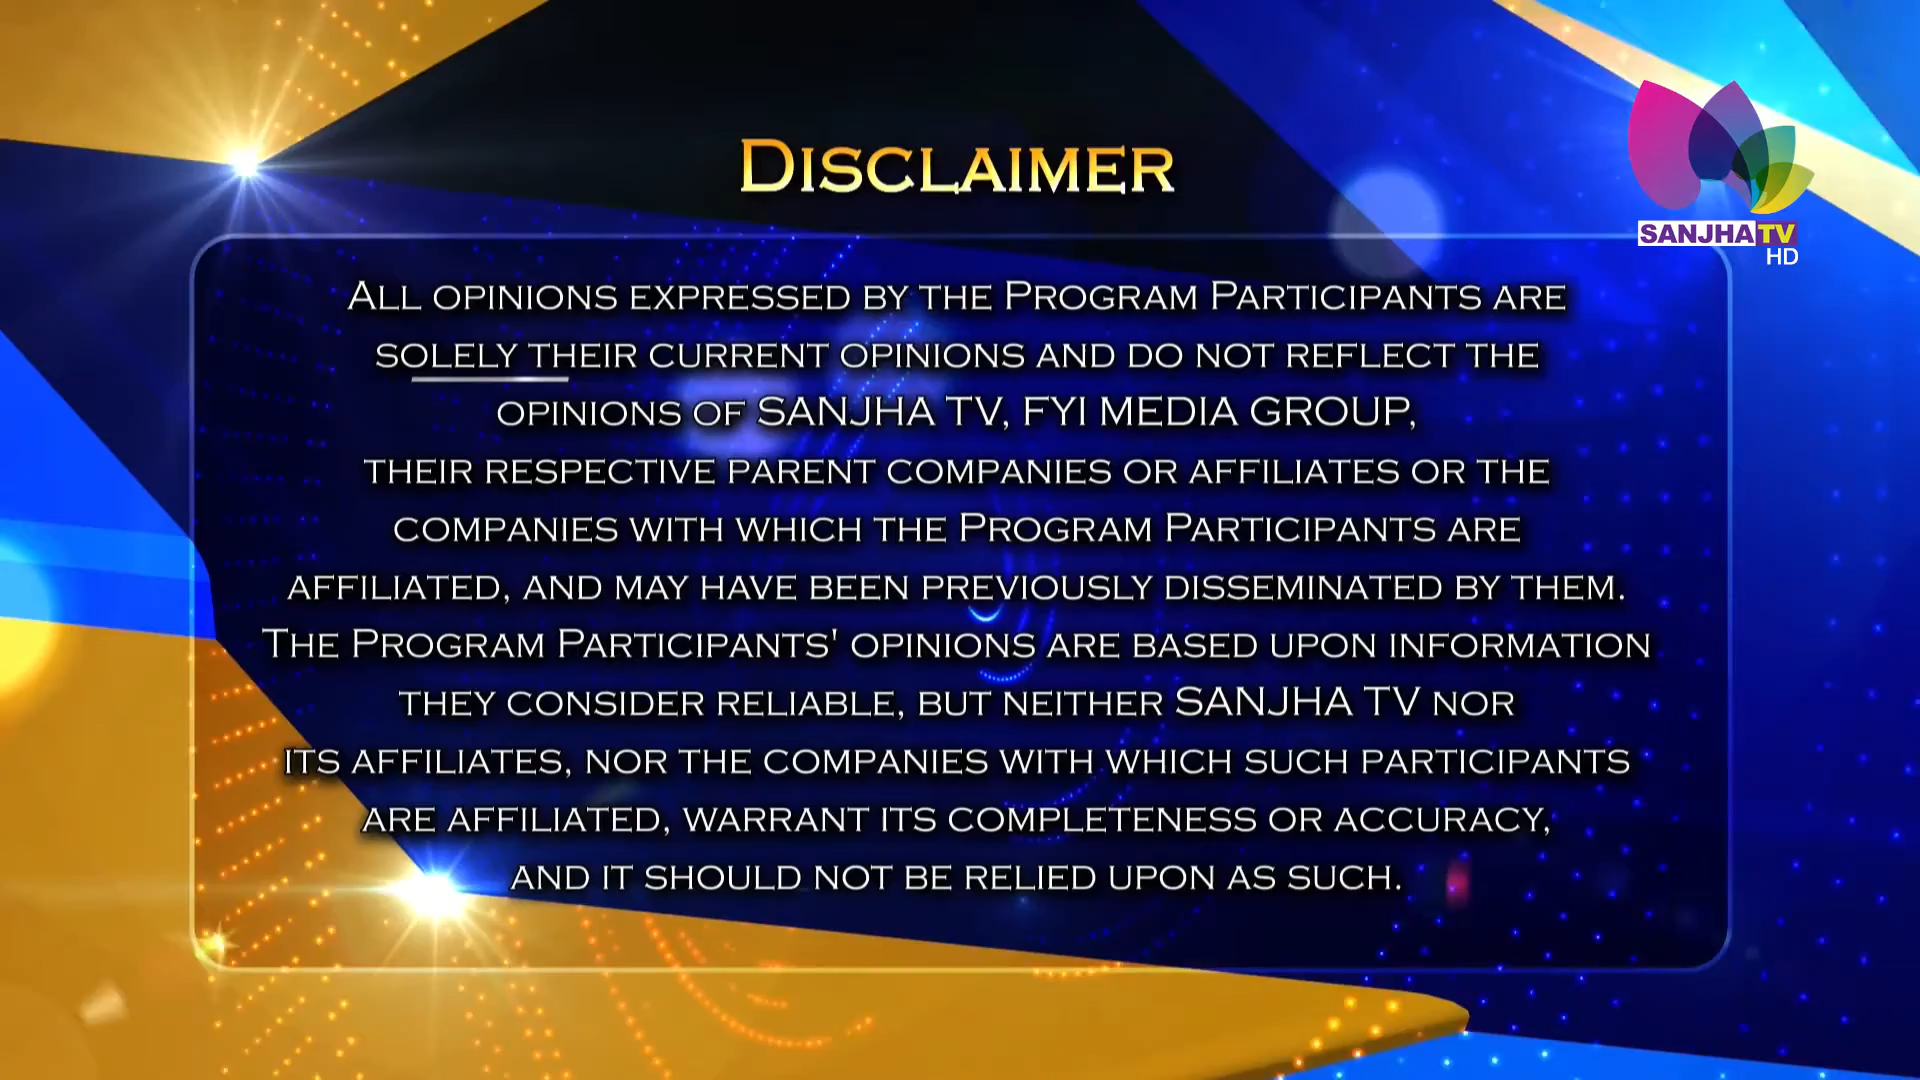 DISCLAIMER
SANJHA TV
HD
ALL OPINIONS EXPRESSED BY THE PROGRAM PARTICIPANTS ARE
SOLELY THEIR CURRENT OPINIONS AND DO NOT REFLECT THE
OPINIONS OF SANJHA TV, FYI MEDIA GROUP,
THEIR RESPECTIVE PARENT COMPANIES OR AFFILIATES OR THE
COMPANIES WITH WHICH THE PROGRAM PARTICIPANTS ARE
AFFILIATED, AND MAY HAVE BEEN PREVIOUSLY DISSEMINATED BY THEM.
THE PROGRAM PARTICIPANTS' OPINIONS ARE BASED UPON INFORMATION
THEY CONSIDER RELIABLE, BUT NEITHER SANJHA TV NOR
ITS AFFILIATES, NOR THE COMPANIES WITH WHICH SUCH PARTICIPANTS
ARE AFFILIATED, WARRANT ITS COMPLETENESS OR ACCURACY,
AND IT SHOULD NOT BE RELIED UPON AS SUCH.